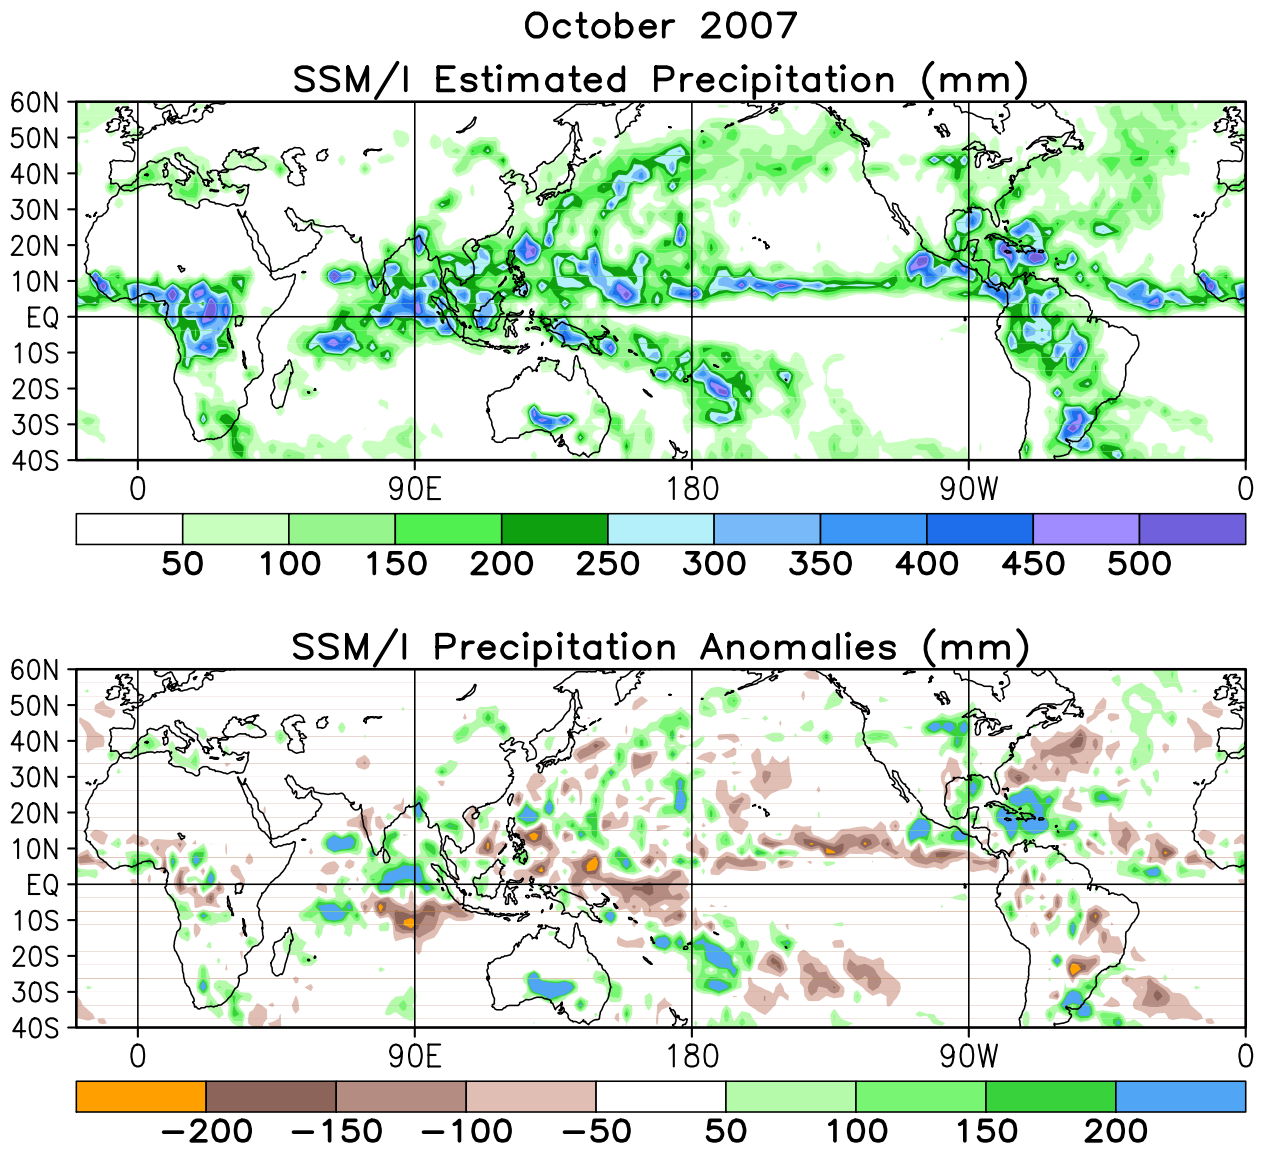 October 2007
SSM/I Estimated Precipitation (mm)
60N
50N
40N
30N
20N
10N
EQ
10S
20S
30S
40S
0 90E 180 90W 0
50 100 150 200 250 300 350 400 450 500
SSM/I Precipitation Anomalies (mm)
60N
50N
40N
30N
20N
10N
EQ
10S
20S
30S
40S
0 90E 180 90W 0
−200 −150 −100 −50 50 100 150 200